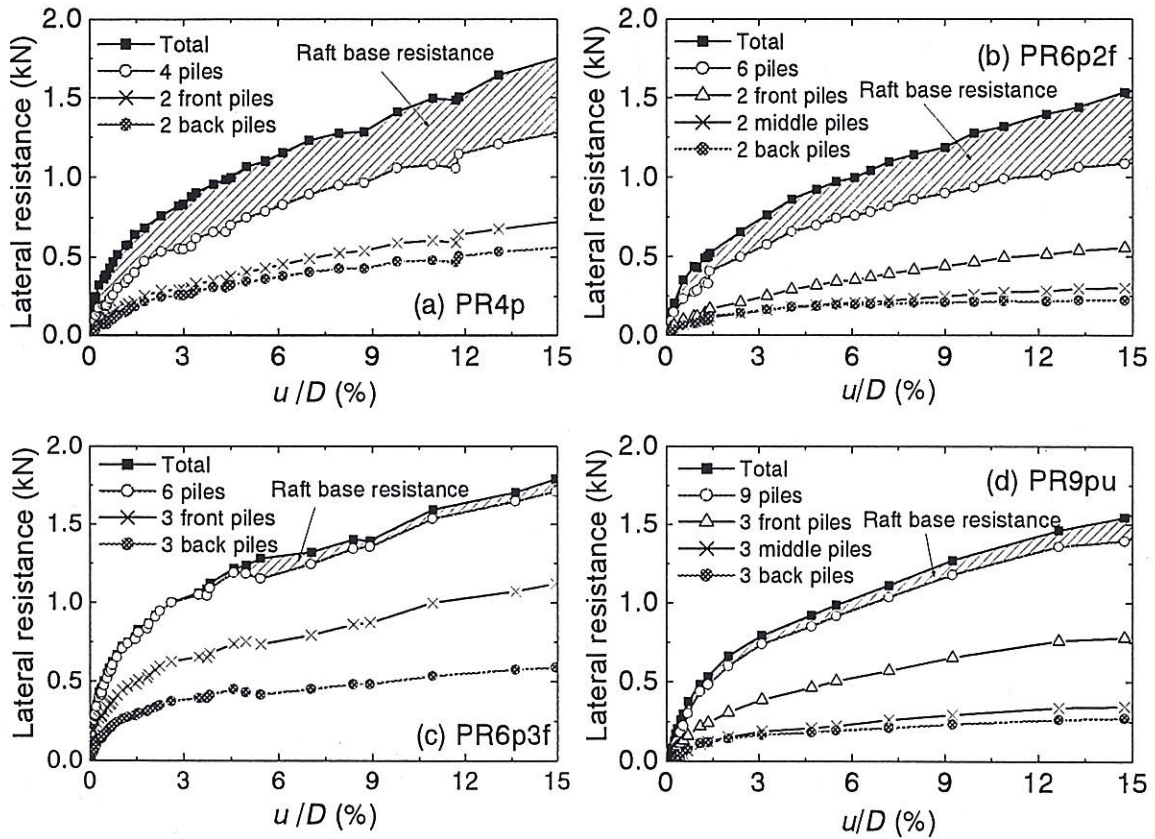 Lateral resistance (kN)
2.0
1.5
1.0
0.5
0.0
Total
4 piles
2 front piles
2 back piles
Raft base resistance
(a) PR4p
0 3 6 9 12 15
u/D (%)
Lateral resistance (kN)
2.0
1.5
1.0
0.5
0.0
Total
6 piles
2 front piles
2 middle piles
2 back piles
(b) PR6p2f
Raft base resistance
0 3 6 9 12 15
u/D (%)
Lateral resistance (kN)
2.0
1.5
1.0
0.5
0.0
Total
6 piles
3 front piles
3 back piles
Raft base resistance
(c) PR6p3f
0 3 6 9 12 15
u/D (%)
Lateral resistance (kN)
2.0
1.5
1.0
0.5
0.0
Total
9 piles
3 front piles
3 middle piles
3 back piles
(d) PR9pu
Raft base resistance
0 3 6 9 12 15
u/D (%)